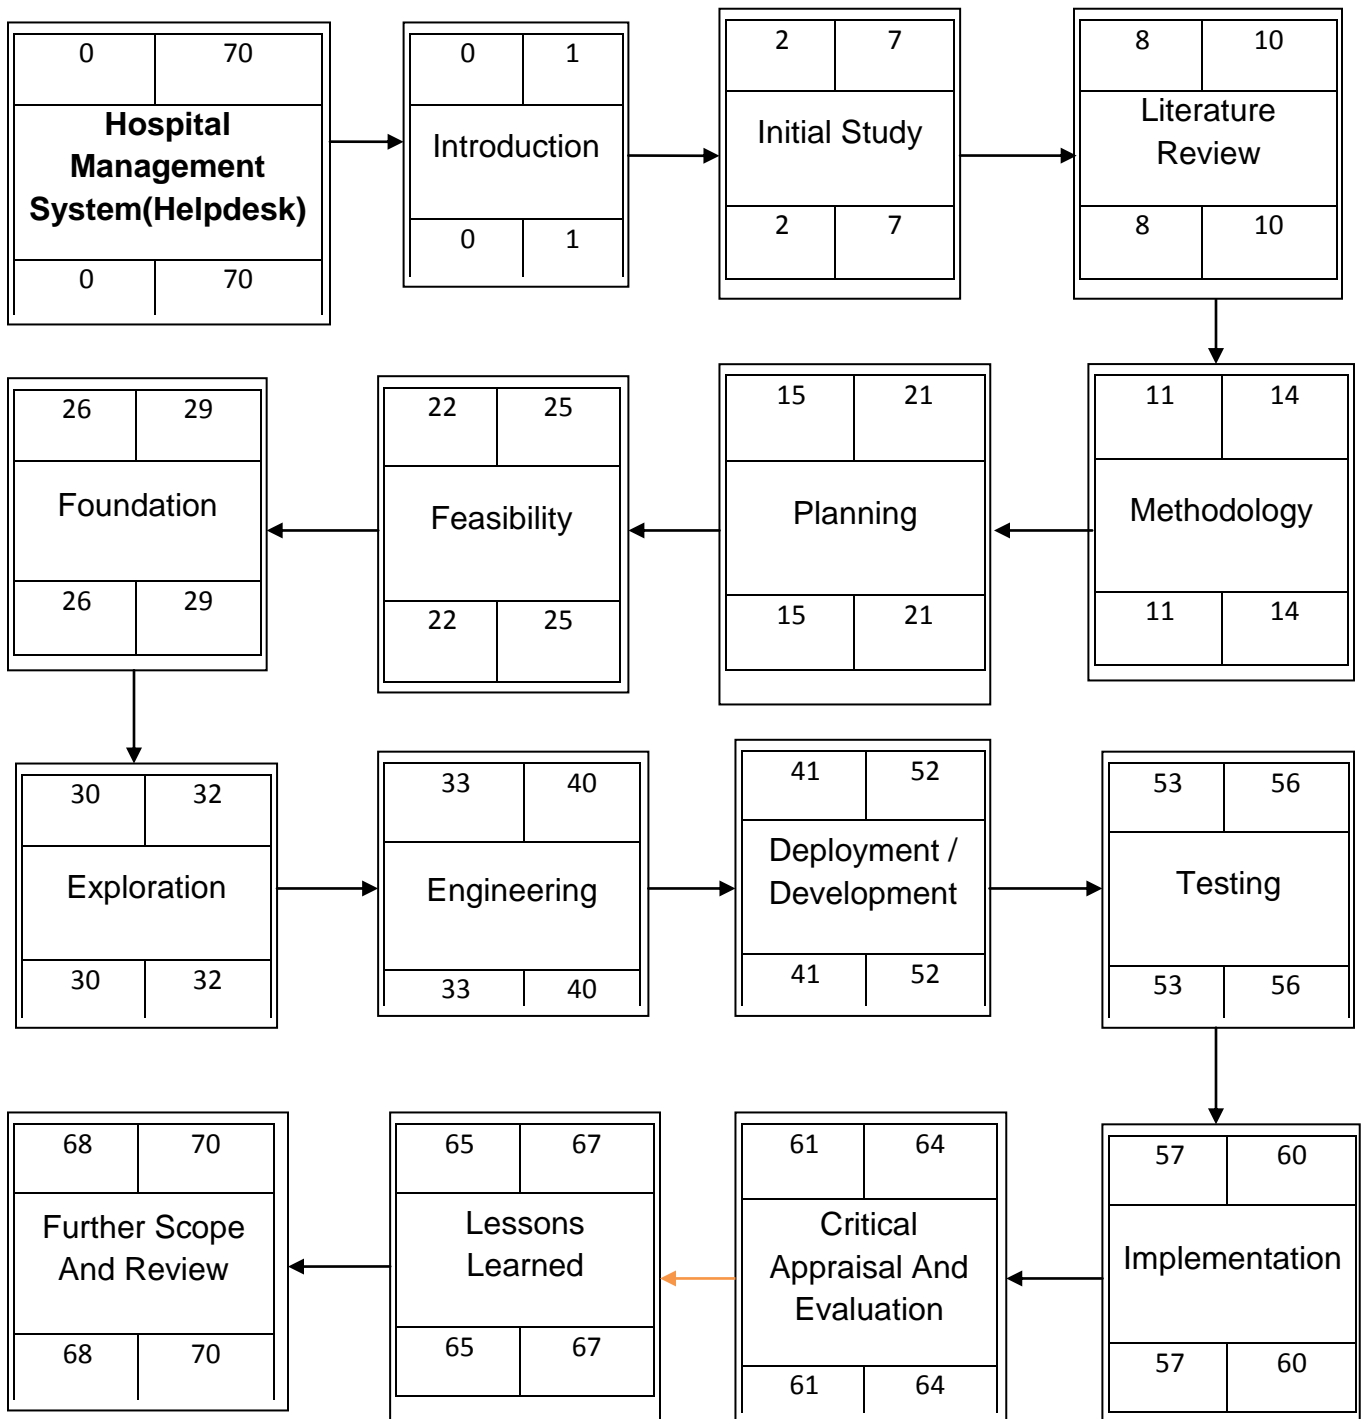 0 70
Hospital
Management
System(Helpdesk)
0 70
0 1
Introduction
0 1
2 7
Initial Study
2 7
8 10
Literature
Review
8 10
11 14
Methodology
11 14
15 21
Planning
15 21
22 25
Feasibility
22 25
26 29
Foundation
26 29
30 32
Exploration
30 32
33 40
Engineering
33 40
41 52
Deployment /
Development
41 52
53 56
Testing
53 56
57 60
Implementation
57 60
61 64
Critical
Appraisal And
Evaluation
61 64
65 67
Lessons
Learned
65 67
68 70
Further Scope
And Review
68 70